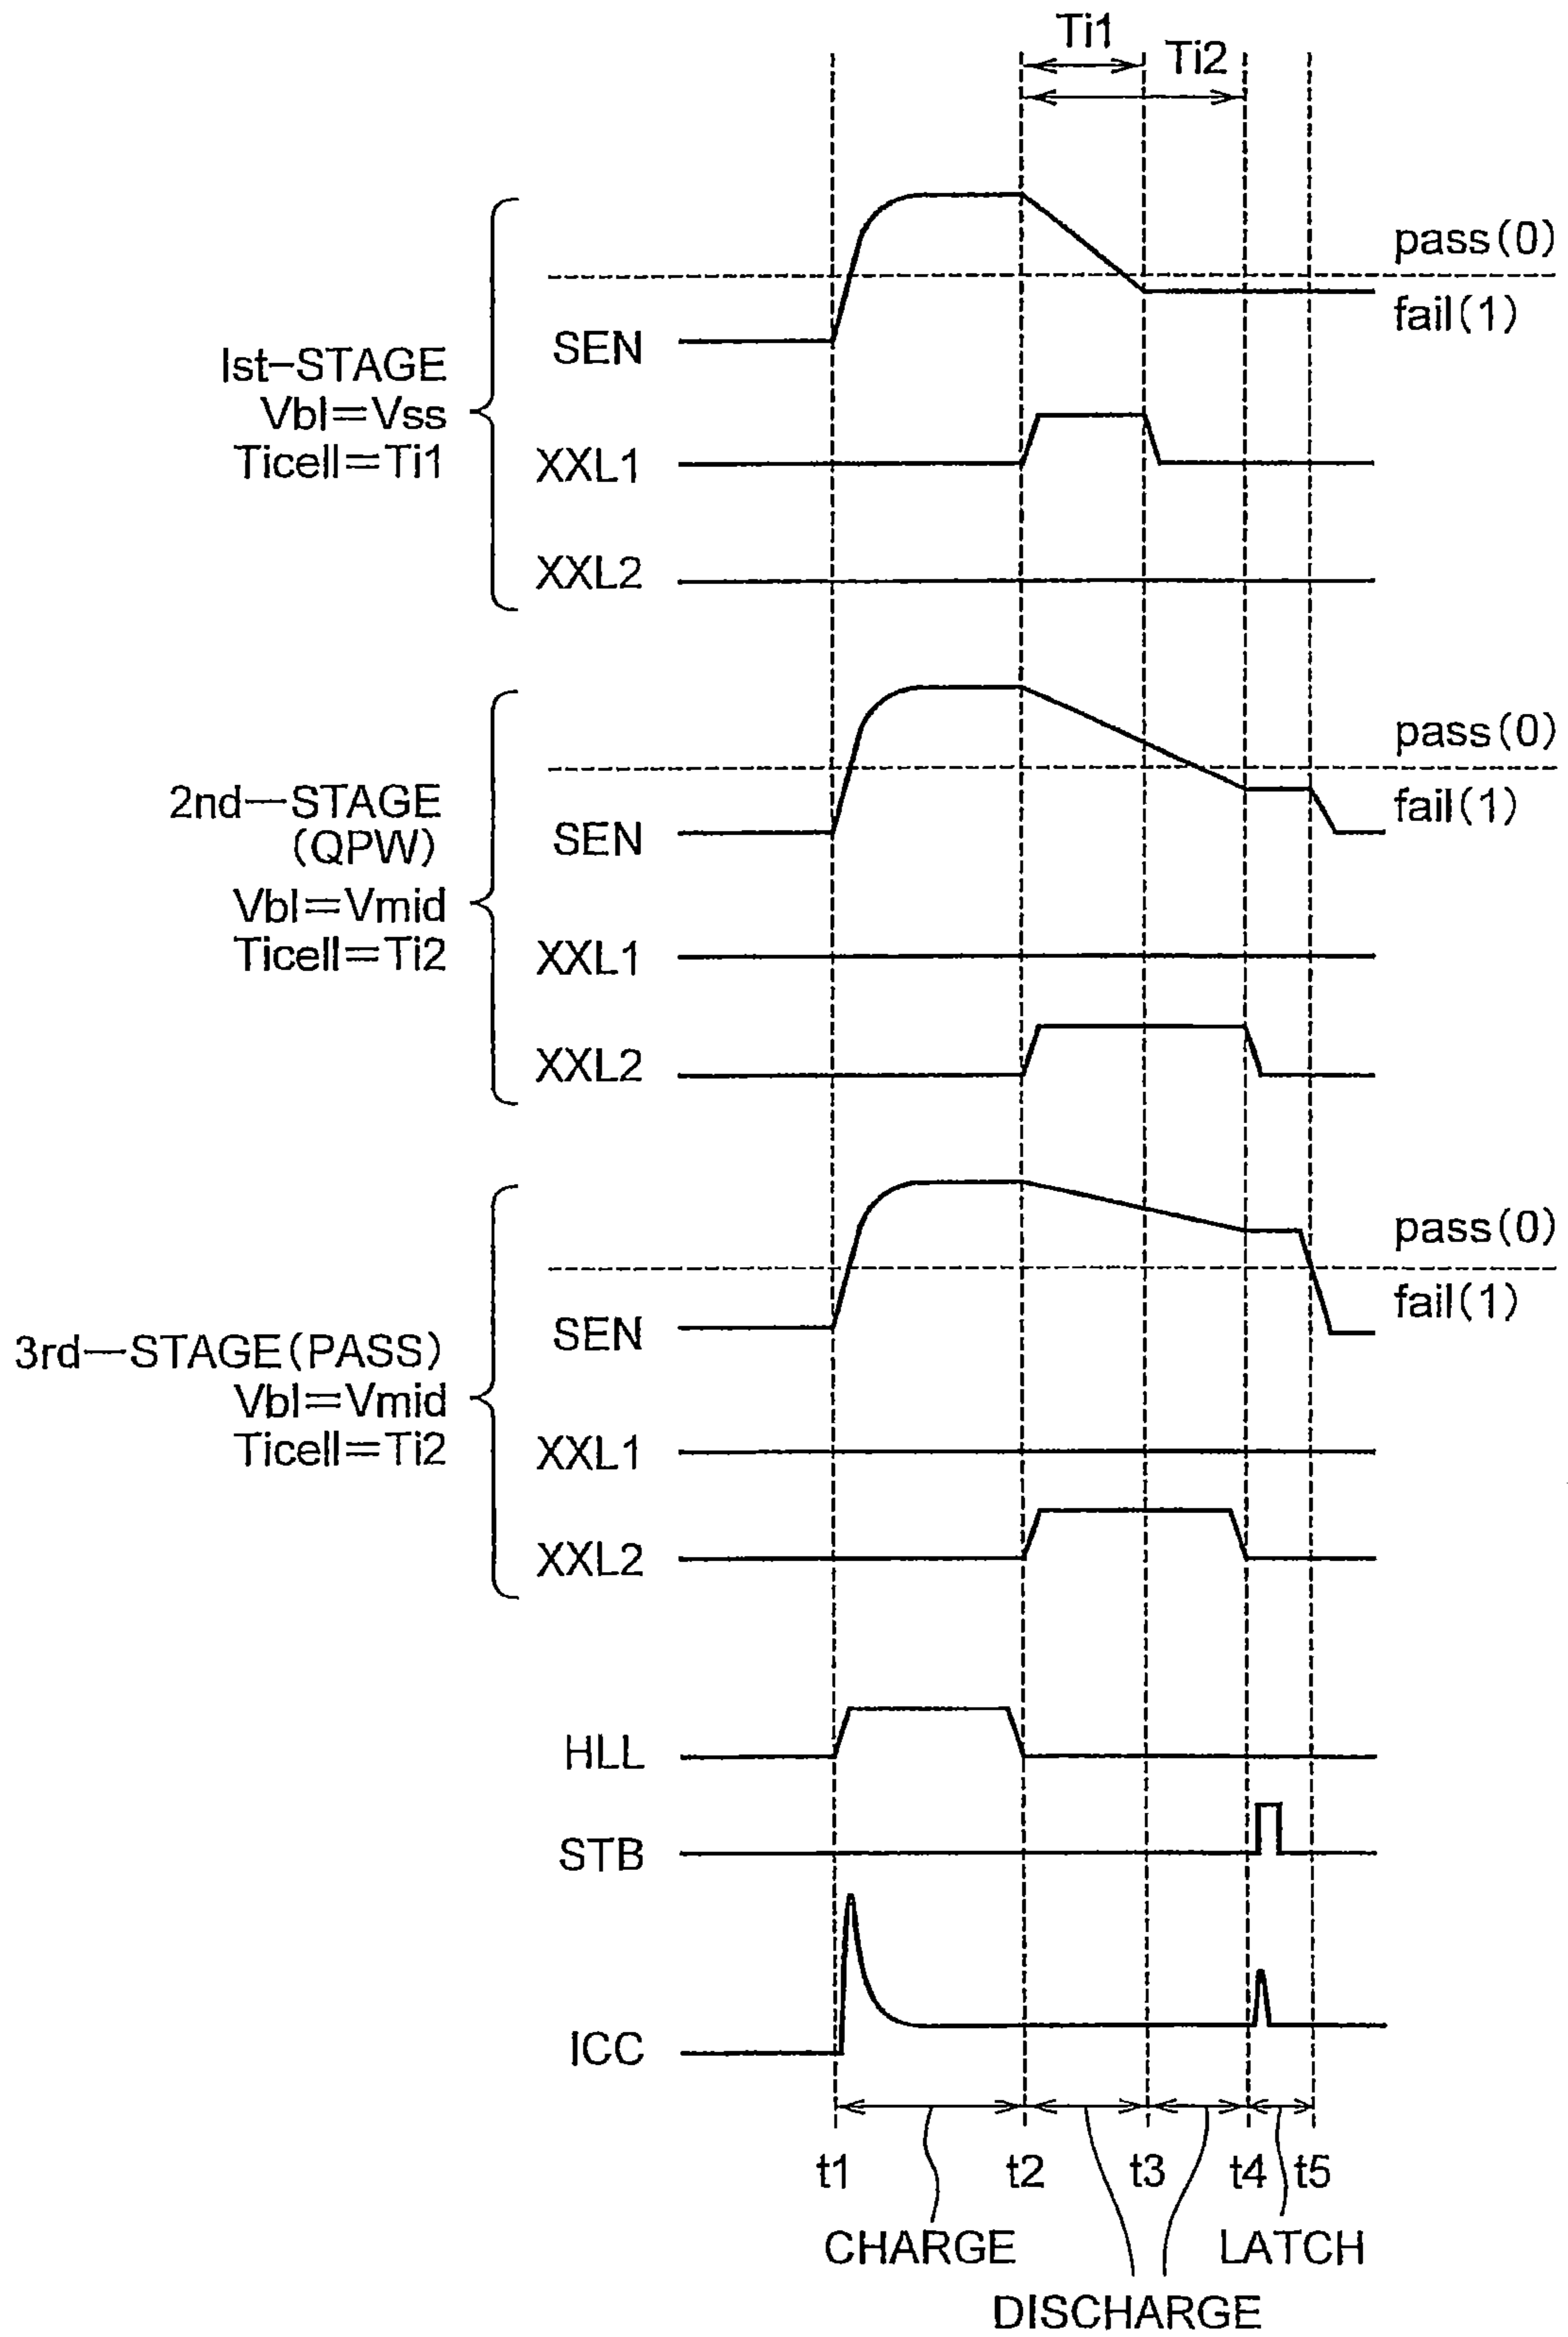 Ti1
Ti2
pass(0)
fail(1)
SEN
Ist-STAGE
Vbl=Vss
Ticell=Ti1
XXL1
XXL2
pass(0)
fail(1)
2nd-STAGE
(QPW)
Vbl=Vmid
Ticell=Ti2
SEN
XXL1
XXL2
pass(0)
fail(1)
SEN
3rd-STAGE(PASS)
Vbl=Vmid
Ticell=Ti2
XXL1
XXL2
HLL
STB
ICC
t1 t2 t3 t4 t5
CHARGE LATCH
DISCHARGE